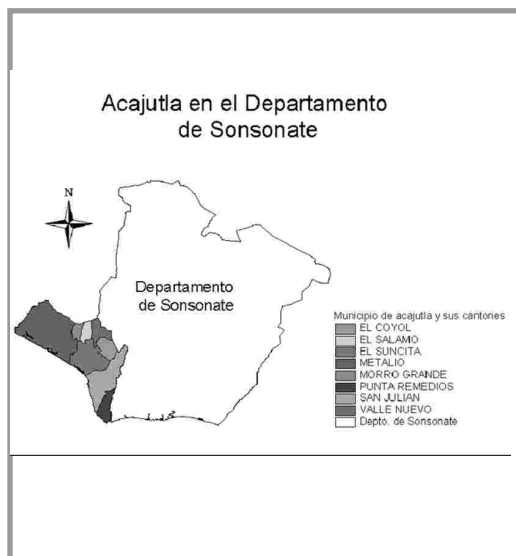 Acajutla en el Departamento
de Sonsonate
N
Departamento
de Sonsonate
Municipio de acajutla y sus cantones
EL COYOL
EL SALAMO
EL SUNCITA
METALIO
MORRO GRANDE
PUNTA REMEDIOS
SAN JULIAN
VALLE NUEVO
Depto. de Sonsonate